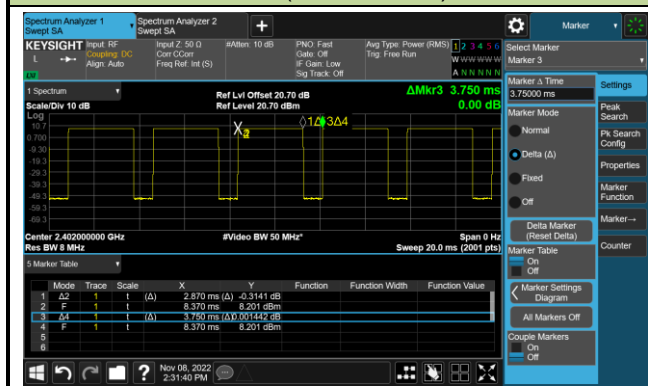 Spectrum Analyzer 1
Swept SA
Spectrum Analyzer 2
Swept SA
+
Marker
KEYSIGHT Input: RF
Coupling: DC
Align: Auto
L
Input Z: 50 Ω
Corr CCorr
Freq Ref: Int (S)
#Atten: 10 dB
PNO: Fast
Gate: Off
IF Gain: Low
Sig Track: Off
Avg Type: Power (RMS)
Trig: Free Run
1 2 3 4 5 6
W W W W W W
A N N N N N
LW
Select Marker
Marker 3
1 Spectrum
Scale/Div 10 dB
Log
Ref Lvl Offset 20.70 dB
Ref Level 20.70 dBm
ΔMkr3 3.750 ms
0.00 dB
10.7
0.700
-9.30
-19.3
-29.3
-39.3
-49.3
-59.3
-69.3
1Δ 3Δ4
Center 2.402000000 GHz
Res BW 8 MHz
#Video BW 50 MHz*
Span 0 Hz
Sweep 20.0 ms (2001 pts)
5 Marker Table
Mode Trace Scale X Y Function Function Width Function Value
1 Δ2 1 t (Δ) 2.870 ms (Δ) -0.3141 dB
2 F 1 t 8.370 ms 8.201 dBm
3 Δ4 1 t (Δ) 3.750 ms (Δ) 0.001442 dB
4 F 1 t 8.370 ms 8.201 dBm
5
6
Marker Δ Time
3.75000 ms
Marker Mode
Normal
Delta (Δ)
Fixed
Off
Delta Marker
(Reset Delta)
Marker Table
On
Off
Marker Settings
Diagram
All Markers Off
Couple Markers
On
Off
Settings
Peak
Search
Pk Search
Config
Properties
Marker
Function
Marker→
Counter
?
Nov 08, 2022
2:31:40 PM